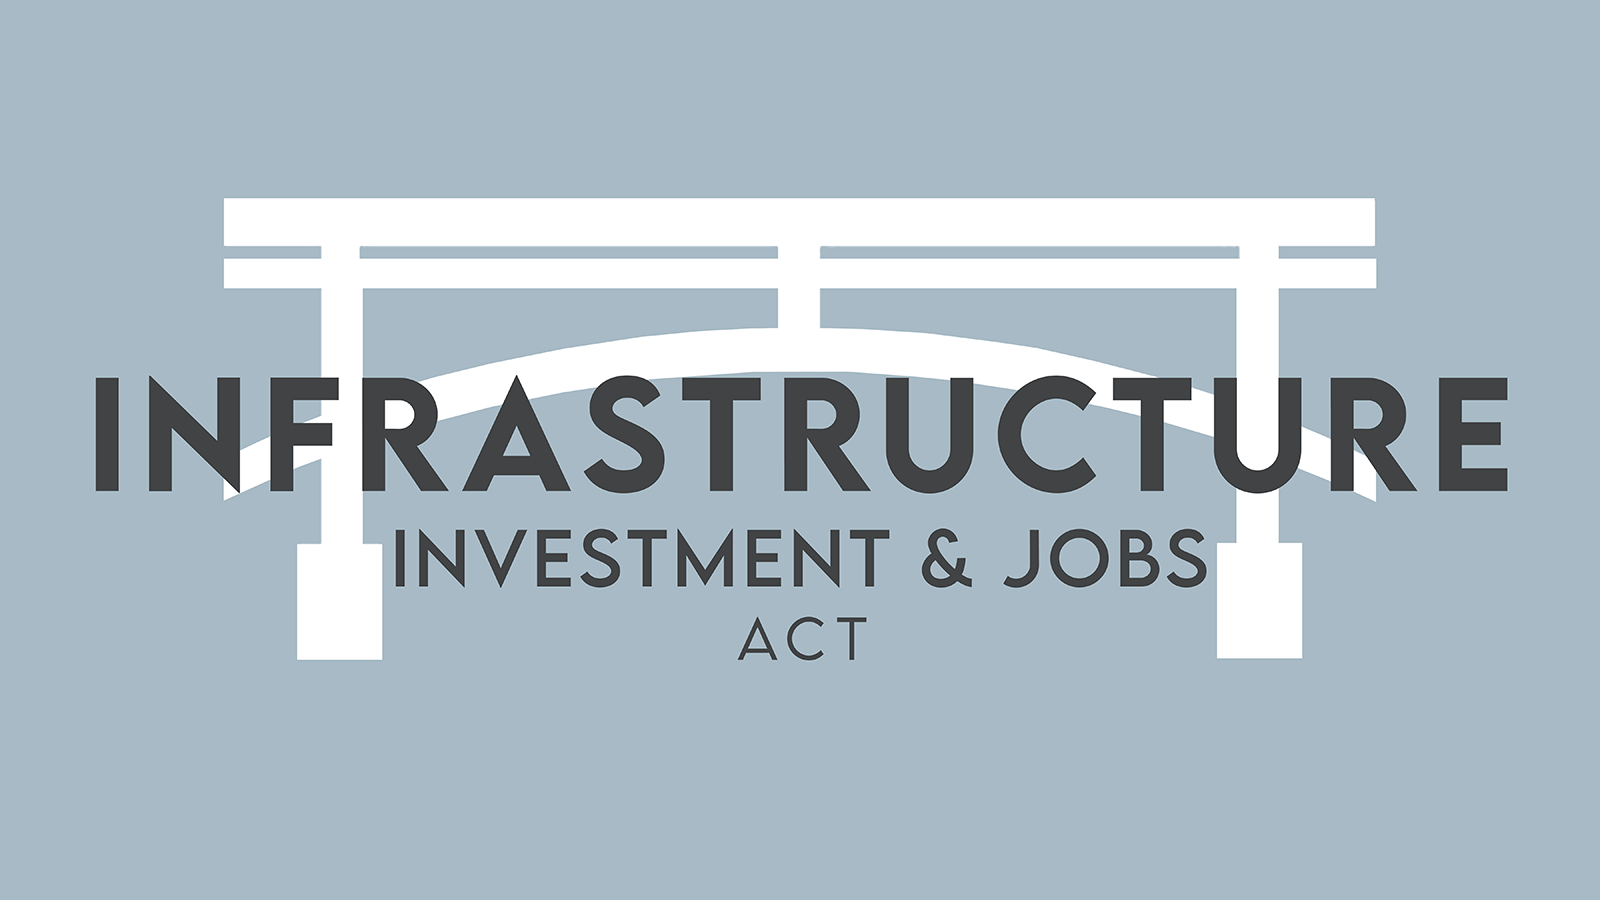 INFRASTRUCTURE
INVESTMENT & JOBS
ACT